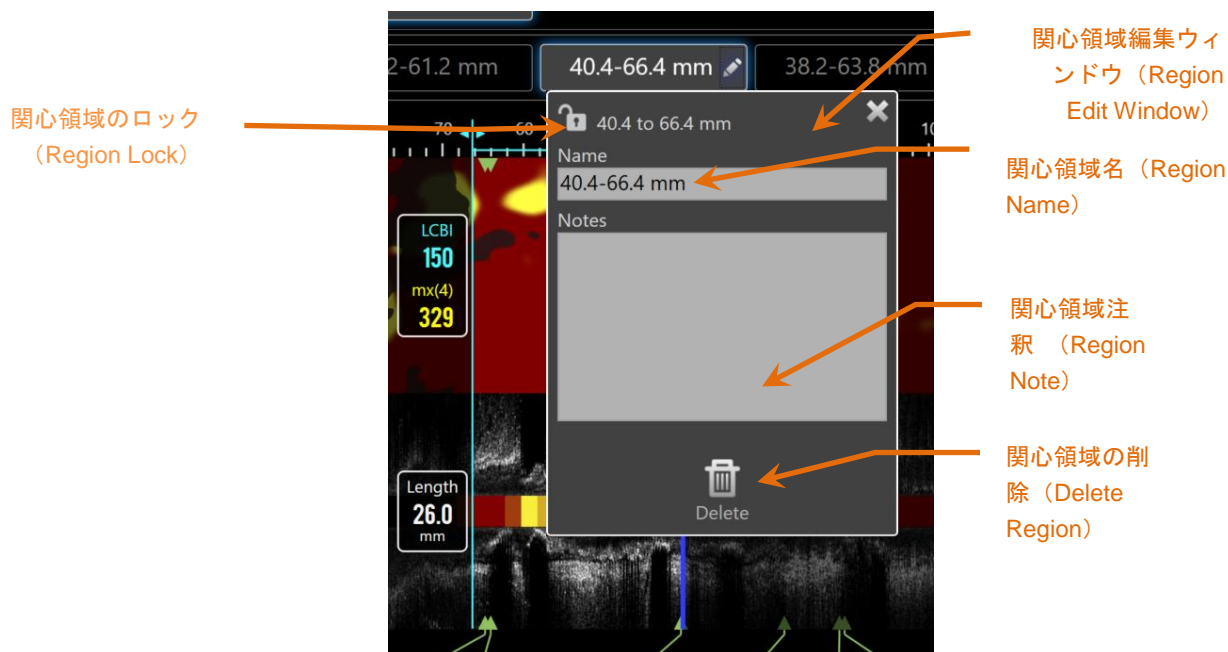 2-61.2 mm
40.4-66.4 mm
38.2-63.8 mm
関心領域編集ウィ
ンドウ（Region
Edit Window）
関心領域のロック
（Region Lock）
70
60
10
40.4 to 66.4 mm
Name
40.4-66.4 mm
関心領域名（Region
Name）
Notes
LCBI
150
mx(4)
329
関心領域注
釈 （Region
Note）
関心領域の削
除（Delete
Region）
Length
26.0
mm
Delete